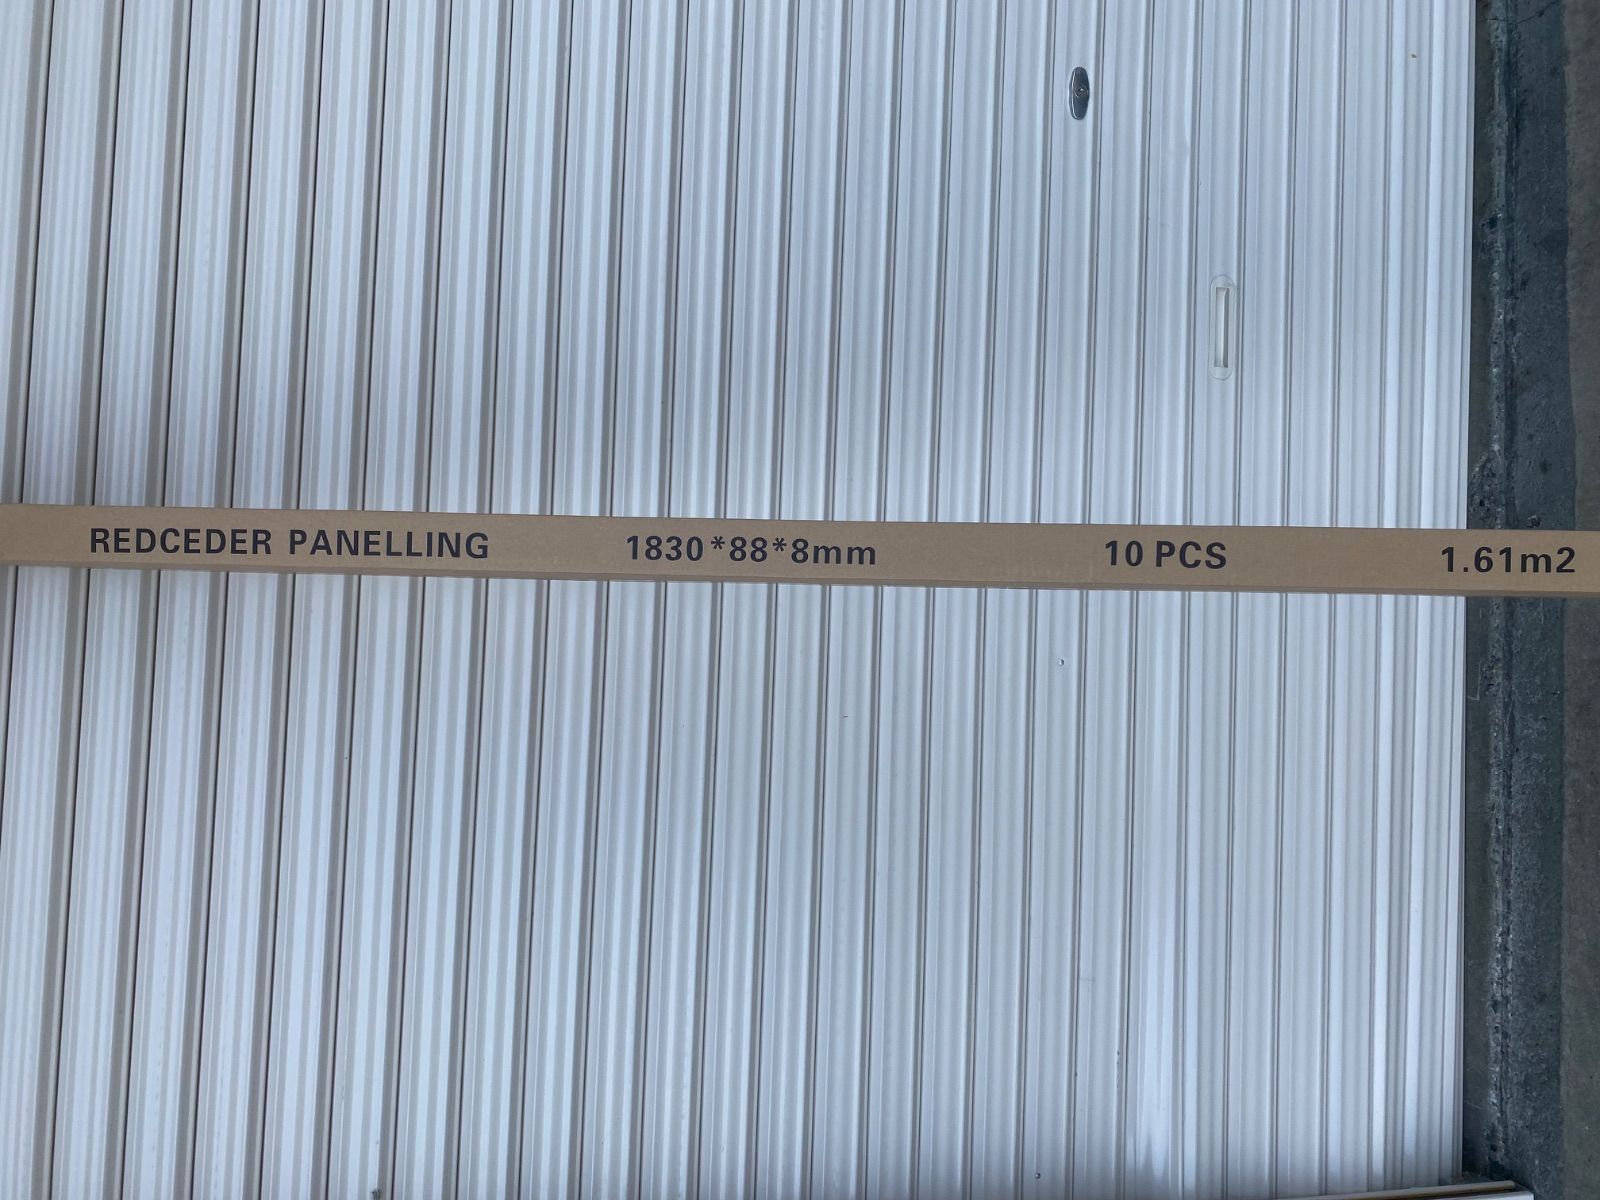 REDCEDER PANELLING 1830*88*8mm 10 PCS 1.61m2